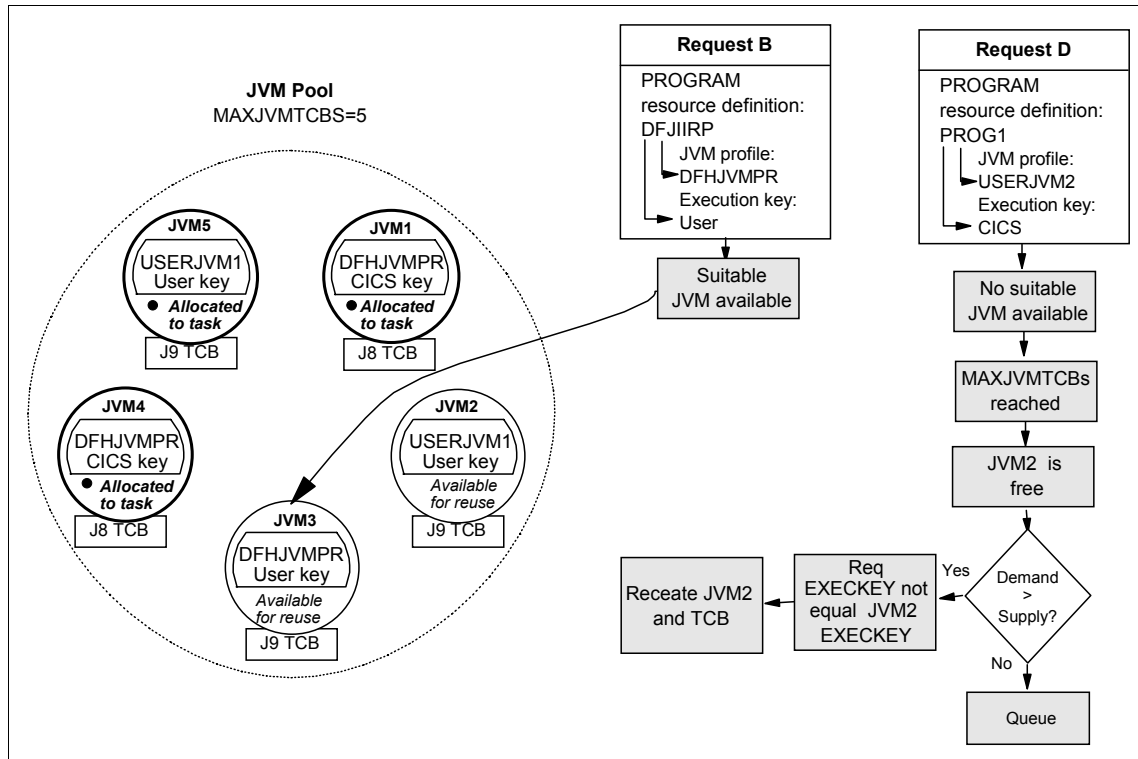 JVM Pool
MAXJVMTCBS=5
JVM5
USERJVM1
User key
Allocated
to task
J9 TCB
JVM1
DFHJVMPR
CICS key
Allocated
to task
J8 TCB
JVM4
DFHJVMPR
CICS key
Allocated
to task
J8 TCB
JVM2
USERJVM1
User key
Available
for reuse
J9 TCB
JVM3
DFHJVMPR
User key
Available
for reuse
J9 TCB
Request B
PROGRAM
resource definition:
DFJIIRP
JVM profile:
DFHJVMPR
Execution key:
User
Suitable
JVM available
Request D
PROGRAM
resource definition:
PROG1
JVM profile:
USERJVM2
Execution key:
CICS
No suitable
JVM available
MAXJVMTCBs
reached
JVM2 is
free
Demand
>
Supply?
Yes
Req
EXECKEY not
equal JVM2
EXECKEY
Receate JVM2
and TCB
No
Queue